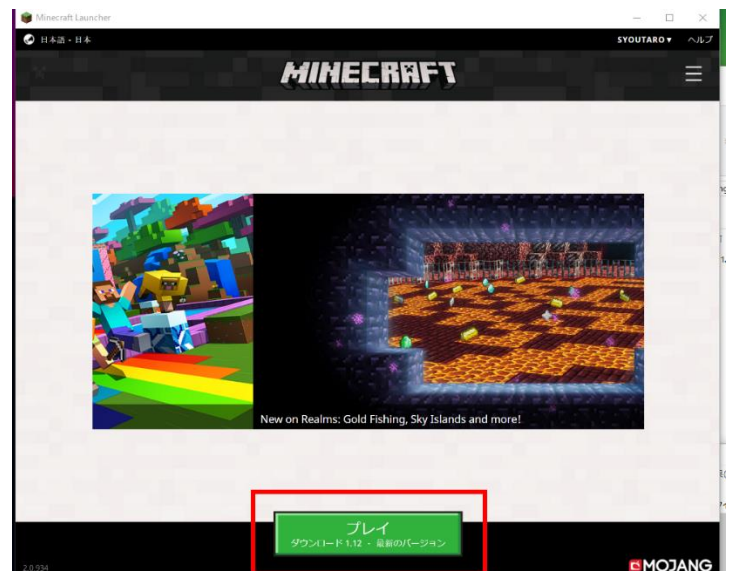 Minecraft Launcher
日本語 - 日本
SYOUTARO ▾ ヘルプ
MINECRAFT
New on Realms: Gold Fishing, Sky Islands and more!
プレイ
ダウンロード 1.12 - 最新のバージョン
2.0.934
MOJANG